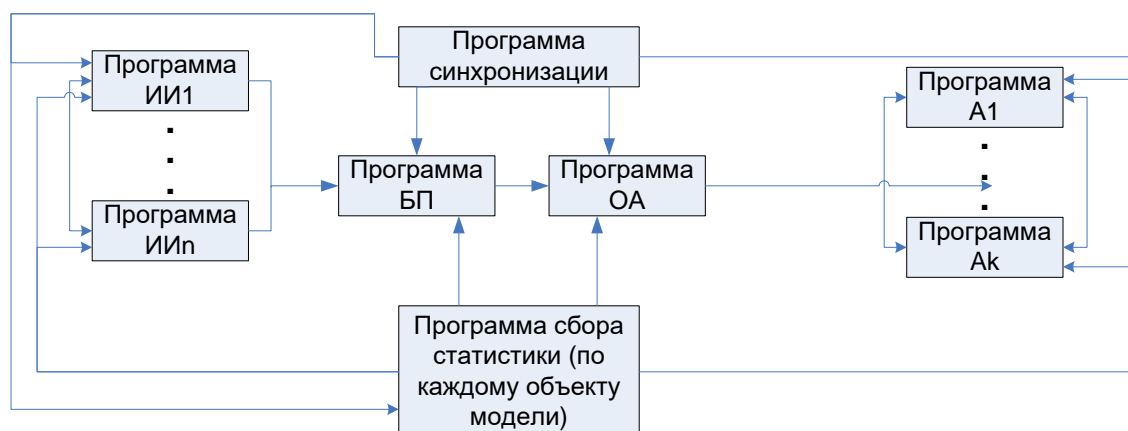 Программа
синхронизации
Программа
ИИ1
Программа
А1
Программа
БП
Программа
ОА
Программа
ИИn
Программа
Аk
Программа сбора
статистики (по
каждому объекту
модели)